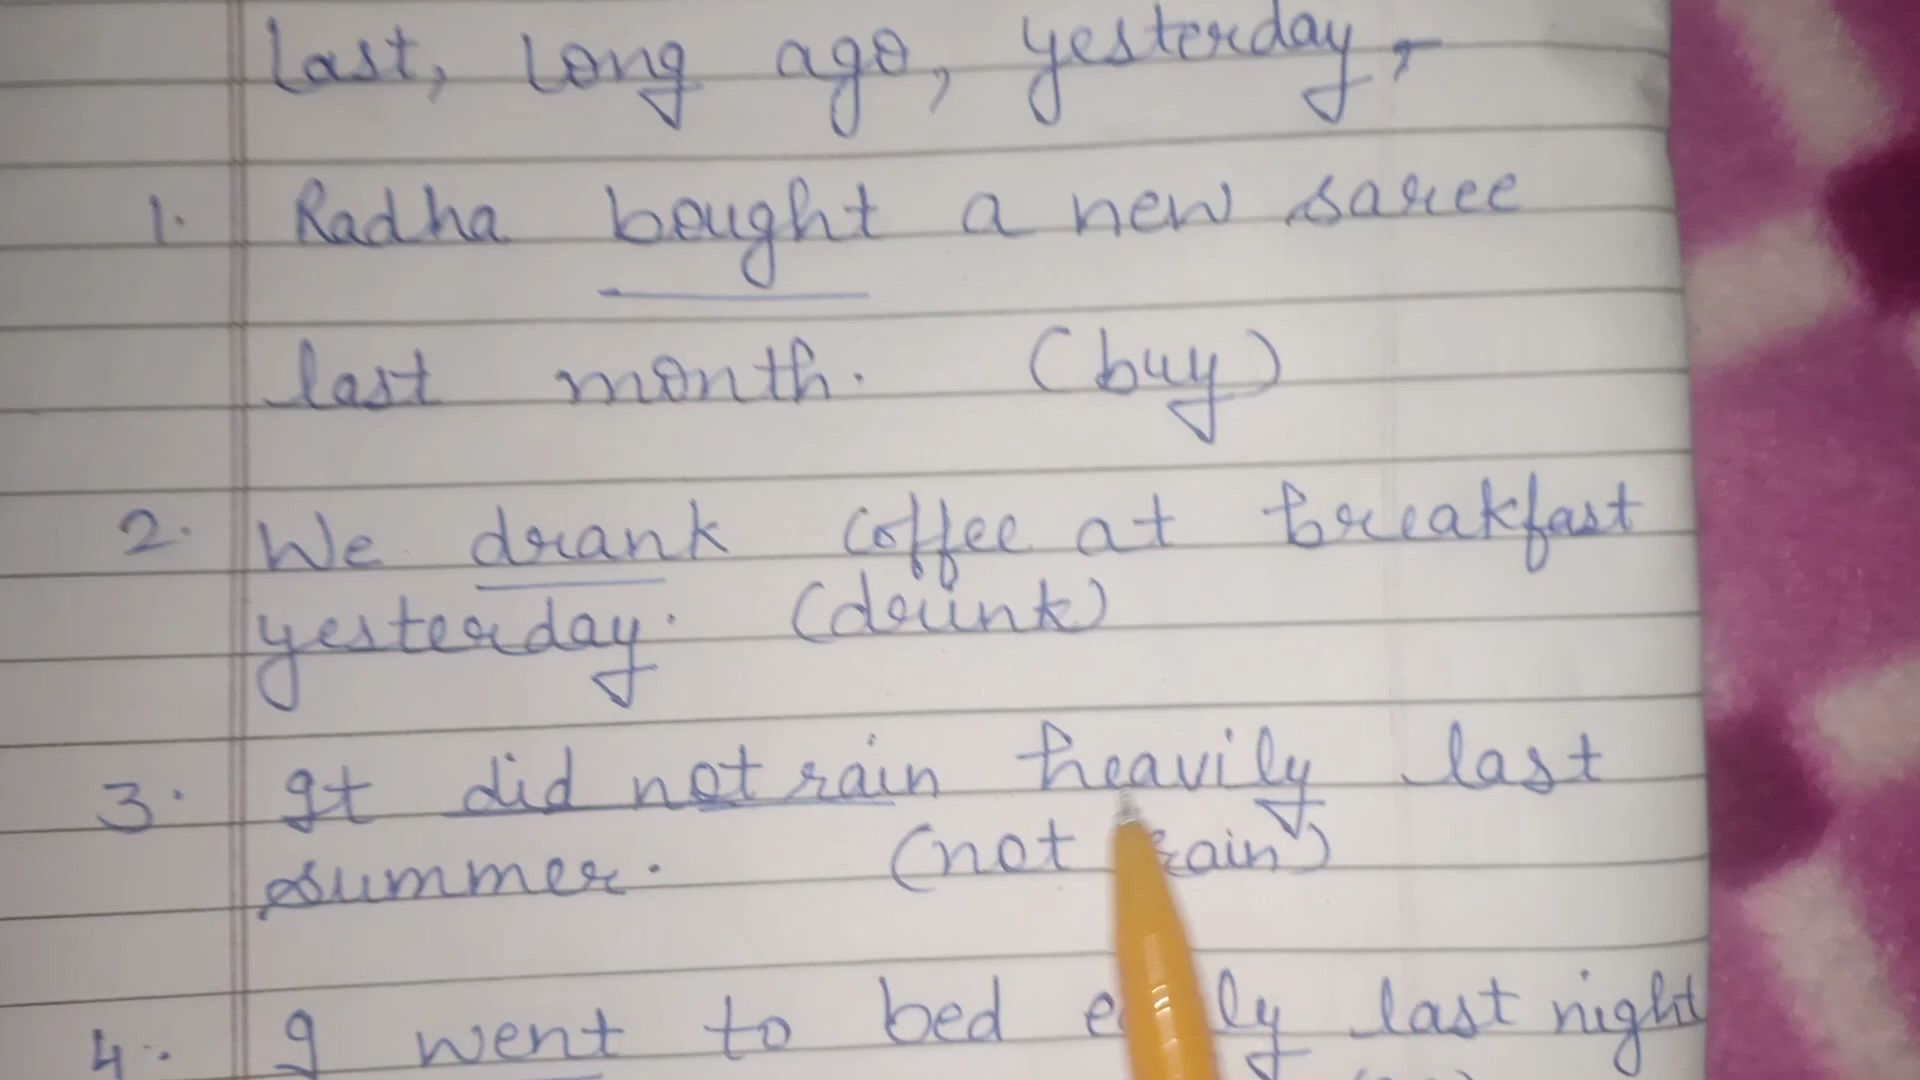 last, long ago, yesterday,
1. Radha bought a new saree
last month. (buy)
2. We drank coffee at breakfast
yesterday. (drink)
3. It did not rain heavily last
summer. (not rain)
4. I went to bed last night